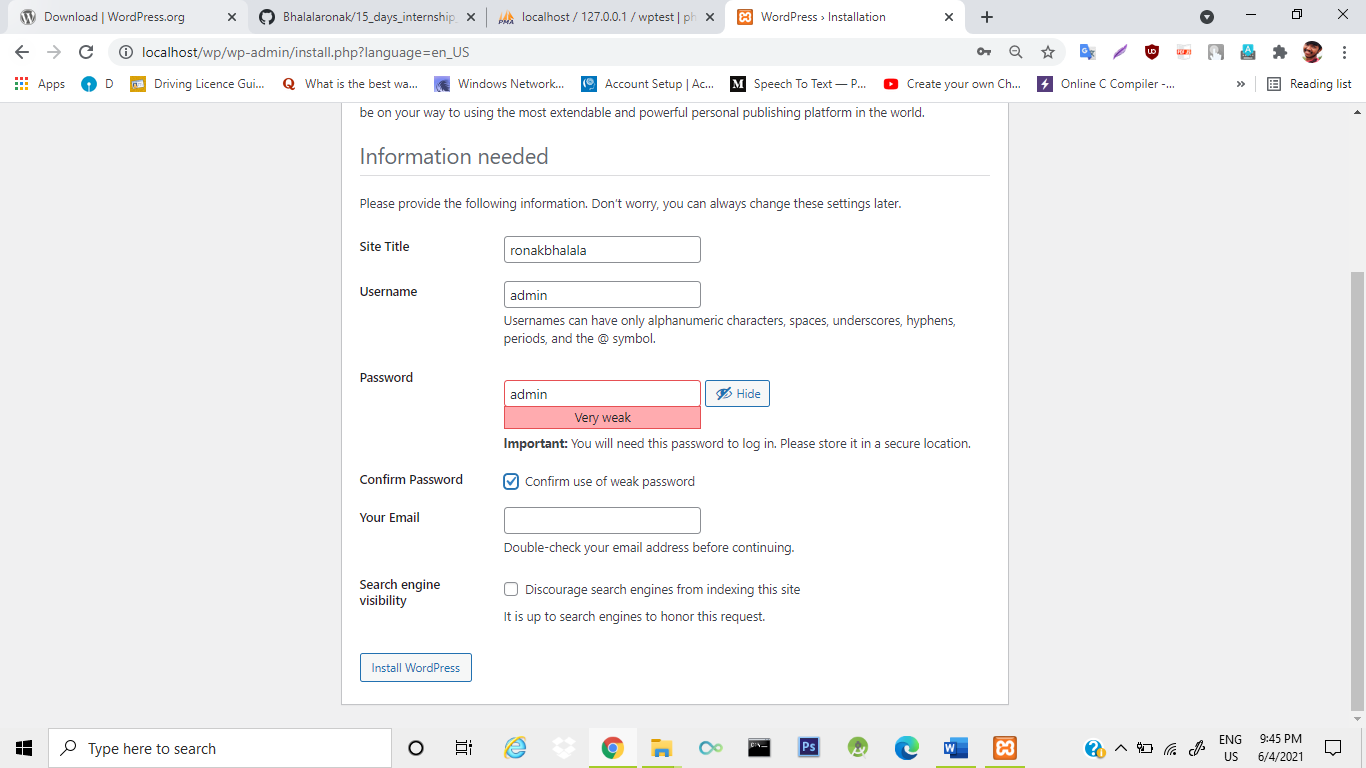 Download | WordPress.org
Bhalalaronak/15_days_internship
localhost / 127.0.0.1 / wptest | ph
WordPress › Installation
localhost/wp/wp-admin/install.php?language=en_US
Apps
D
Driving Licence Gui...
What is the best wa...
Windows Network...
Account Setup | Ac...
Speech To Text — P...
Create your own Ch...
Online C Compiler -...
»
Reading list
be on your way to using the most extendable and powerful personal publishing platform in the world.
Information needed
Please provide the following information. Don't worry, you can always change these settings later.
Site Title
ronakbhalala
Username
admin
Usernames can have only alphanumeric characters, spaces, underscores, hyphens,
periods, and the @ symbol.
Password
admin
Hide
Very weak
Important: You will need this password to log in. Please store it in a secure location.
Confirm Password
Confirm use of weak password
Your Email
Double-check your email address before continuing.
Search engine
visibility
Discourage search engines from indexing this site
It is up to search engines to honor this request.
Install WordPress
Type here to search
ENG
US
9:45 PM
6/4/2021